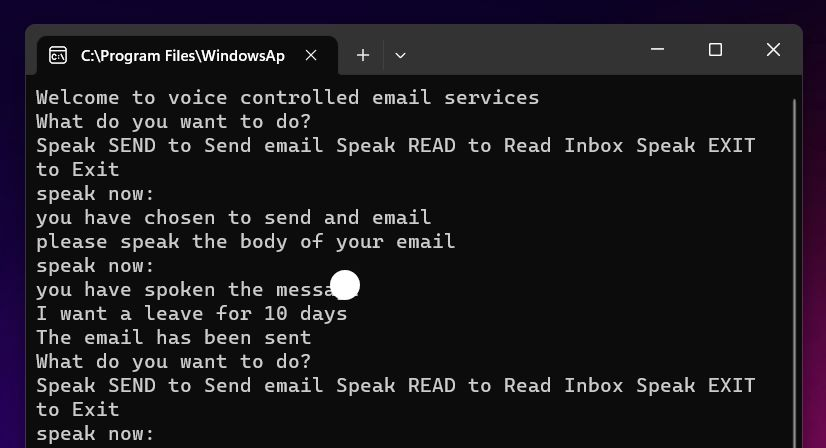 C:\Program Files\WindowsAp
Welcome to voice controlled email services
What do you want to do?
Speak SEND to Send email Speak READ to Read Inbox Speak EXIT
to Exit
speak now:
you have chosen to send and email
please speak the body of your email
speak now:
you have spoken the
I want a leave for 10 days
The email has been sent
What do you want to do?
Speak SEND to Send email Speak READ to Read Inbox Speak EXIT
to Exit
speak now: